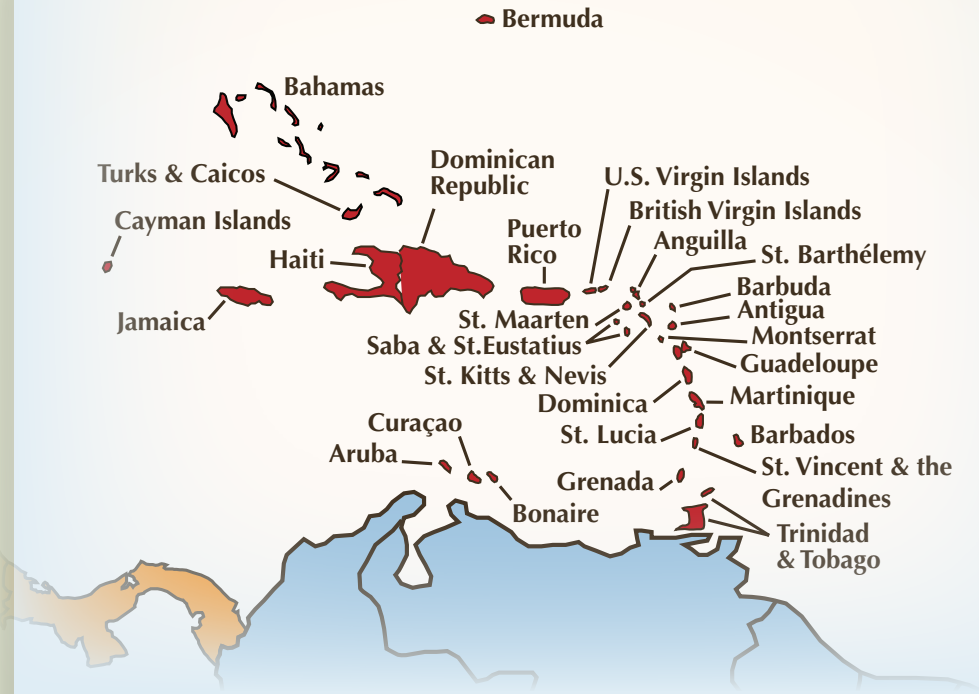 Bermuda
Bahamas
Turks & Caicos
Dominican
Republic
U.S. Virgin Islands
Cayman Islands
British Virgin Islands
Puerto
Rico
Anguilla
St. Barthélemy
Haiti
Barbuda
Antigua
Jamaica
St. Maarten
Montserrat
Saba & St.Eustatius
Guadeloupe
St. Kitts & Nevis
Dominica
Martinique
Curaçao
St. Lucia
Barbados
Aruba
St. Vincent & the
Grenadines
Grenada
Bonaire
Trinidad
& Tobago